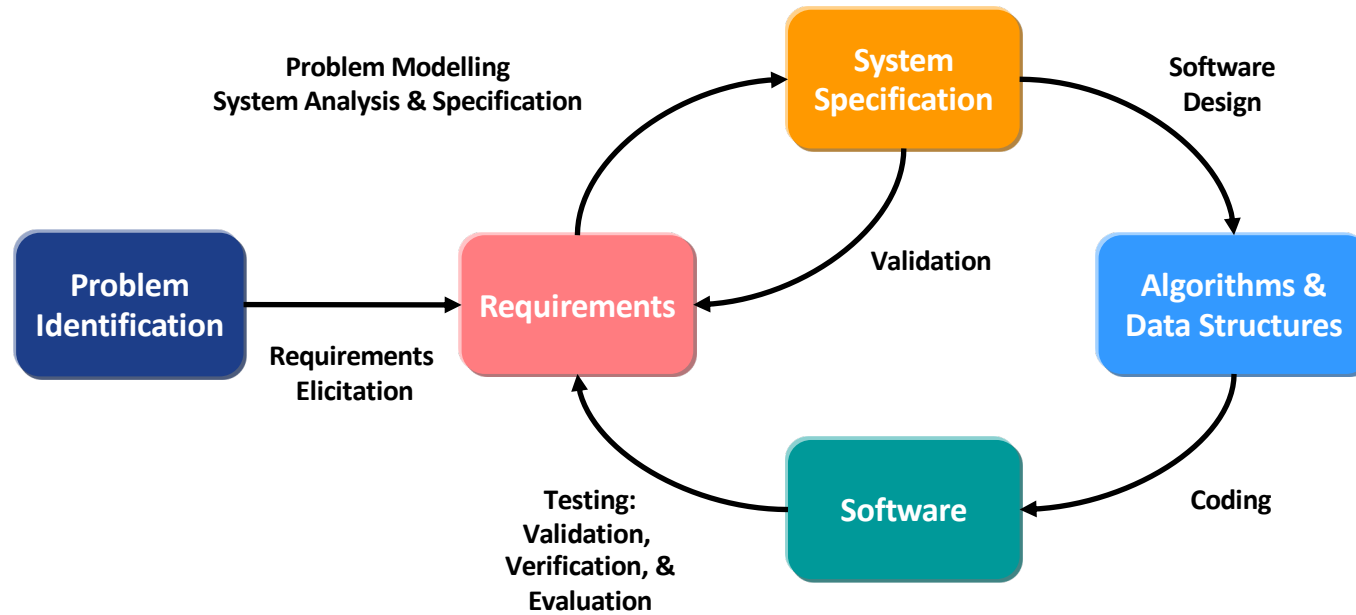 Problem Modelling
System Analysis & Specification
System
Specification
Software
Design
Problem
Identification
Requirements
Elicitation
Requirements
Validation
Algorithms &
Data Structures
Testing:
Validation,
Verification, &
Evaluation
Software
Coding